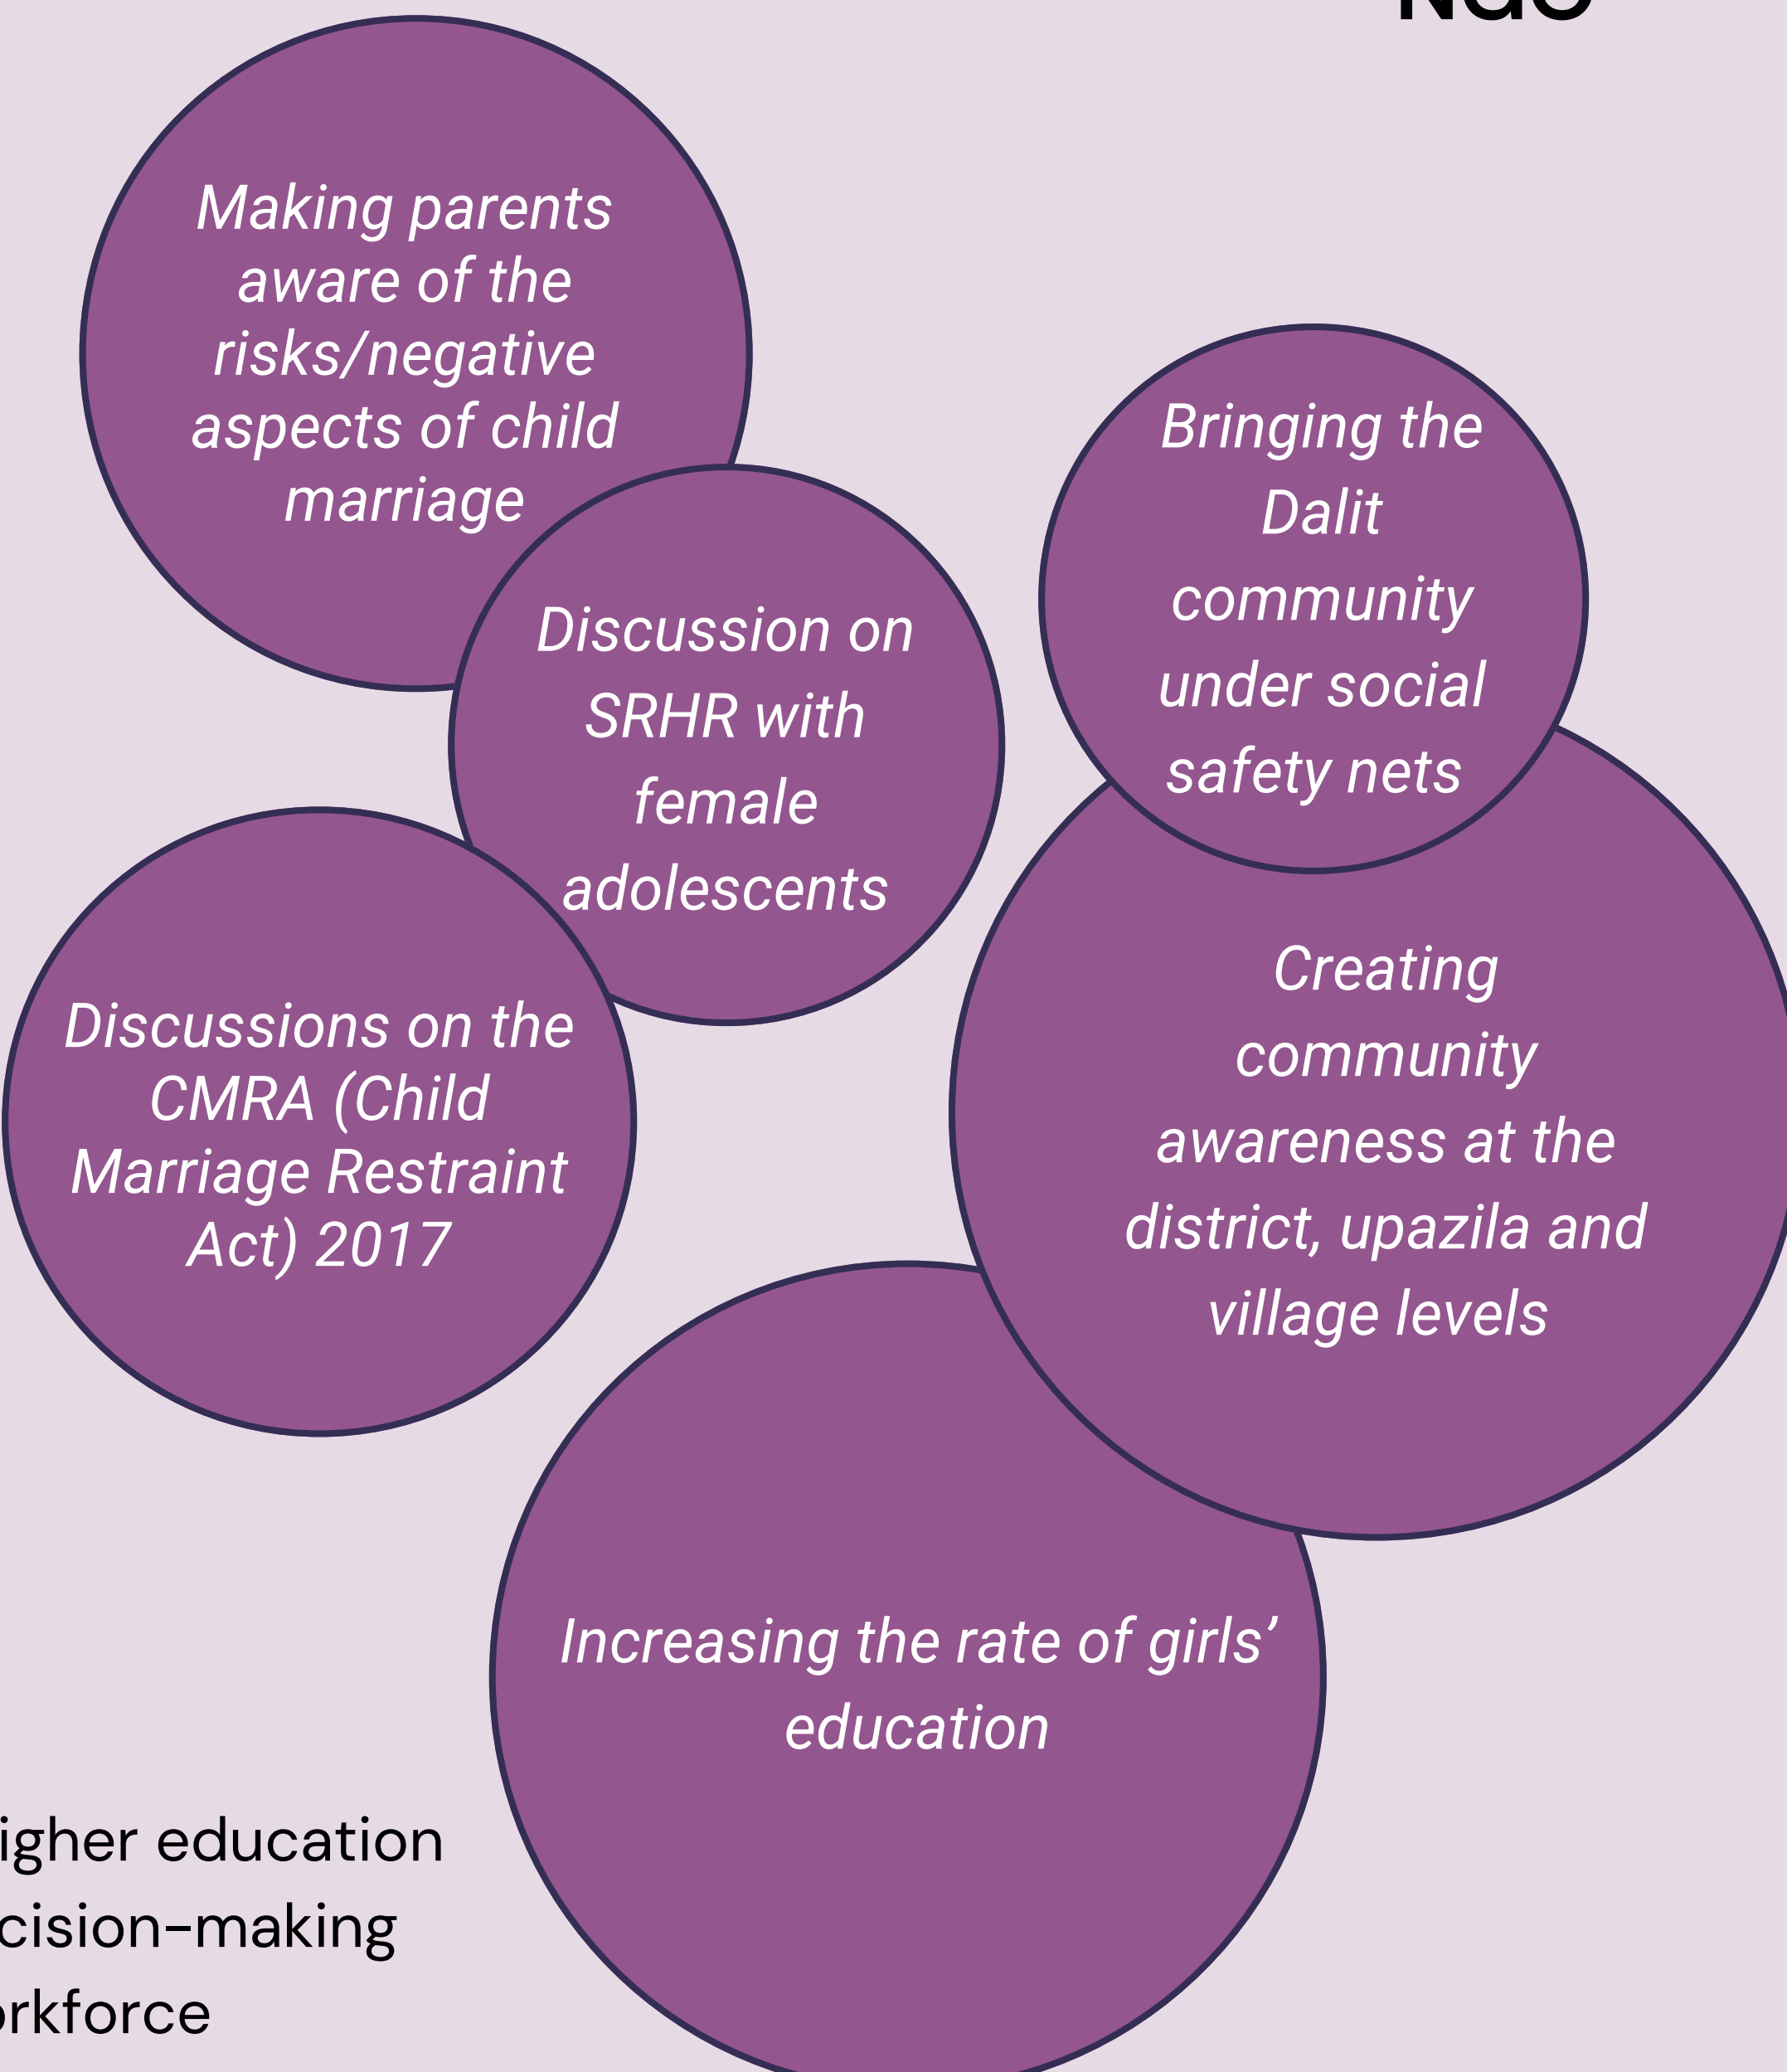 Making parents
aware of the
risks/negative
aspects of child
marriage
Bringing the
Dalit
community
under social
safety nets
Discussion on
SRHR with
female
adolescents
Discussions on the
CMRA (Child
Marriage Restraint
Act) 2017
Creating
community
awareness at the
district, upazila and
village levels
Increasing the rate of girls’
education
igher education
cision-making
rkforce